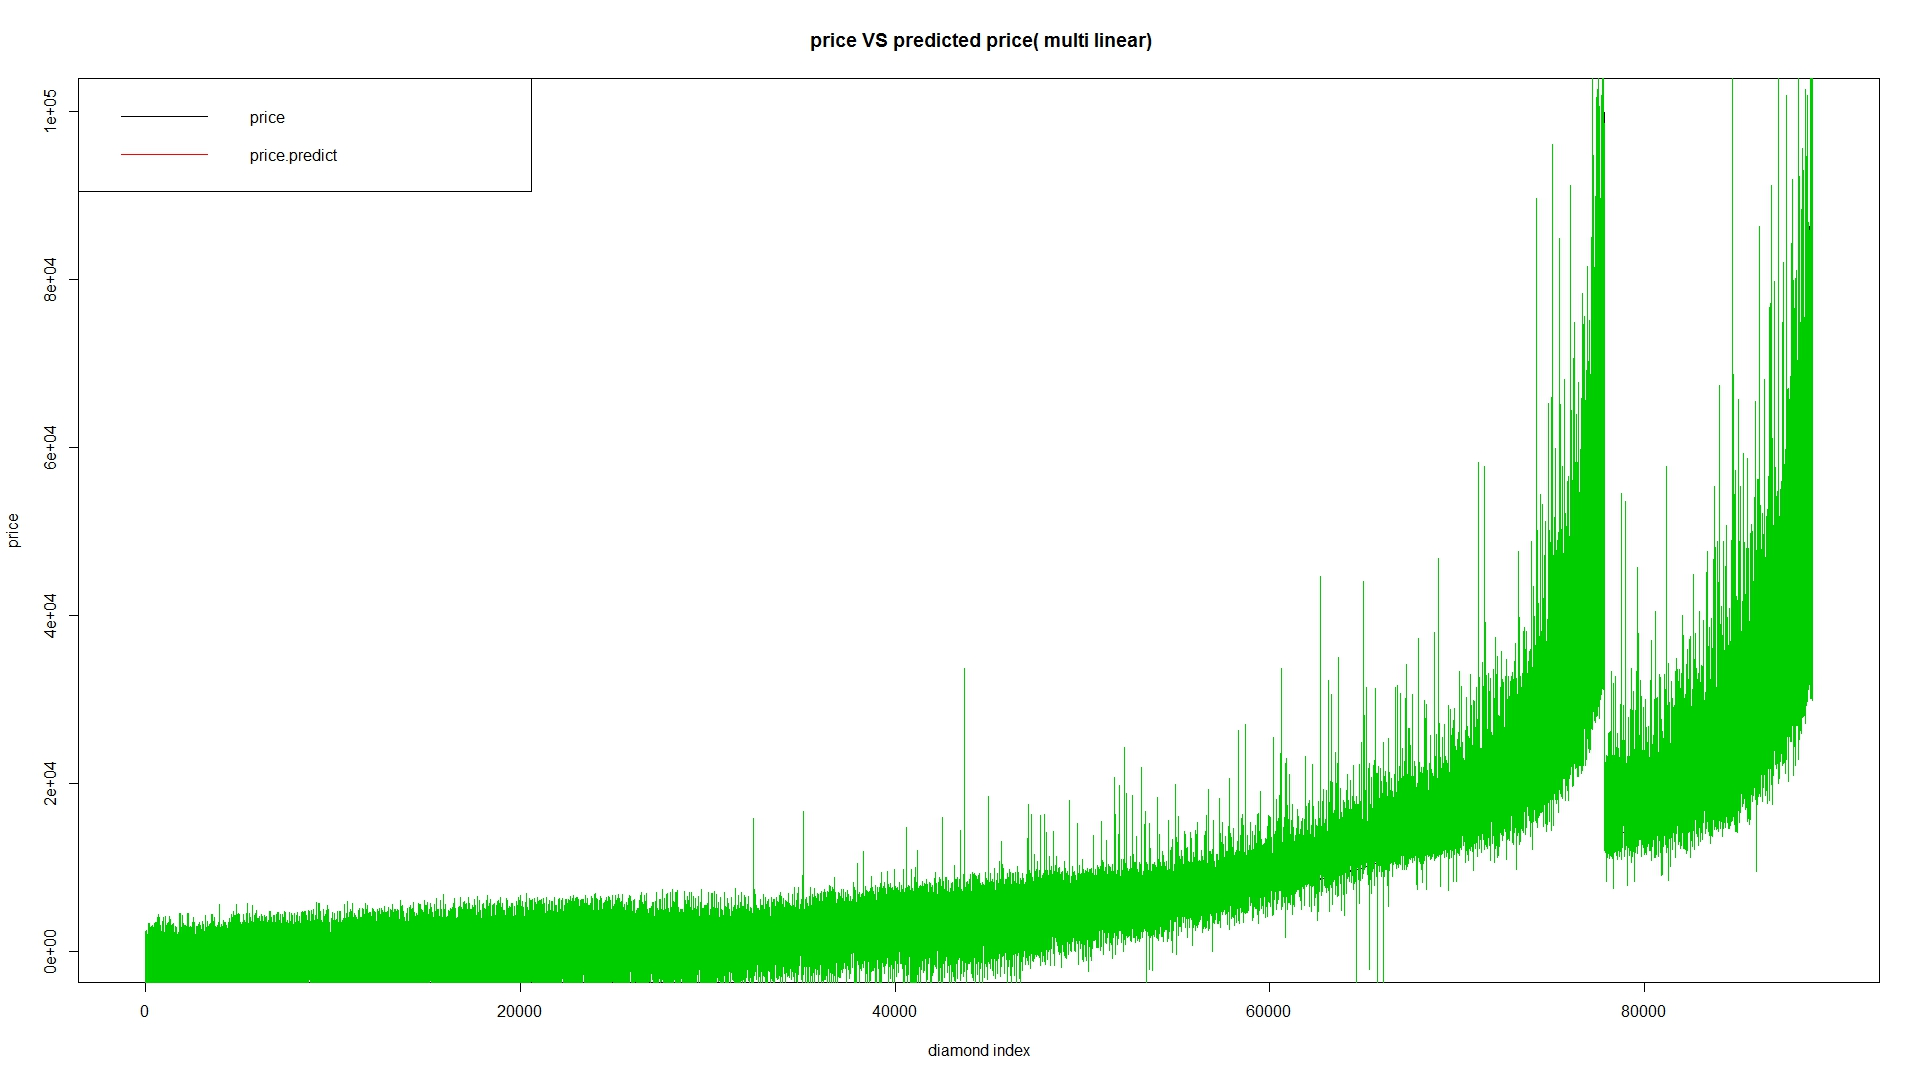 price VS predicted price( multi linear)
price
price.predict
1e+05
8e+04
6e+04
4e+04
2e+04
0e+00
price
0 20000 40000 60000 80000
diamond index